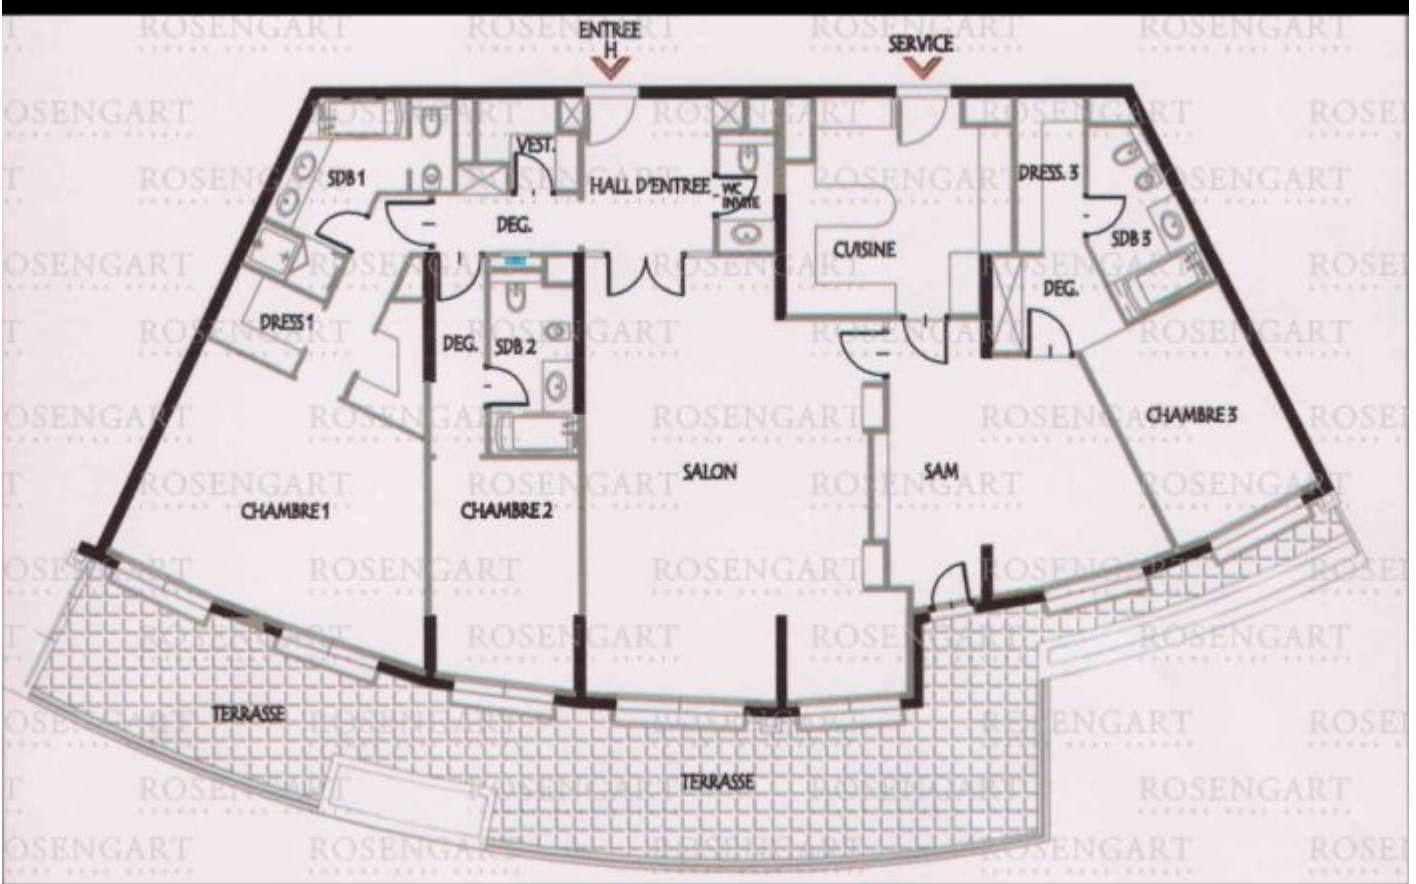 ENTREE
H
SERVICE
VEST.
SDB 1
HALL D'ENTREE
WC
INVITE
DRESS. 3
DEG.
CUISINE
SDB 3
DEG.
DRESS 1
DEG.
SDB 2
CHAMBRE 3
SALON
SAM
CHAMBRE 1
CHAMBRE 2
TERRASSE
TERRASSE
ROSENGART